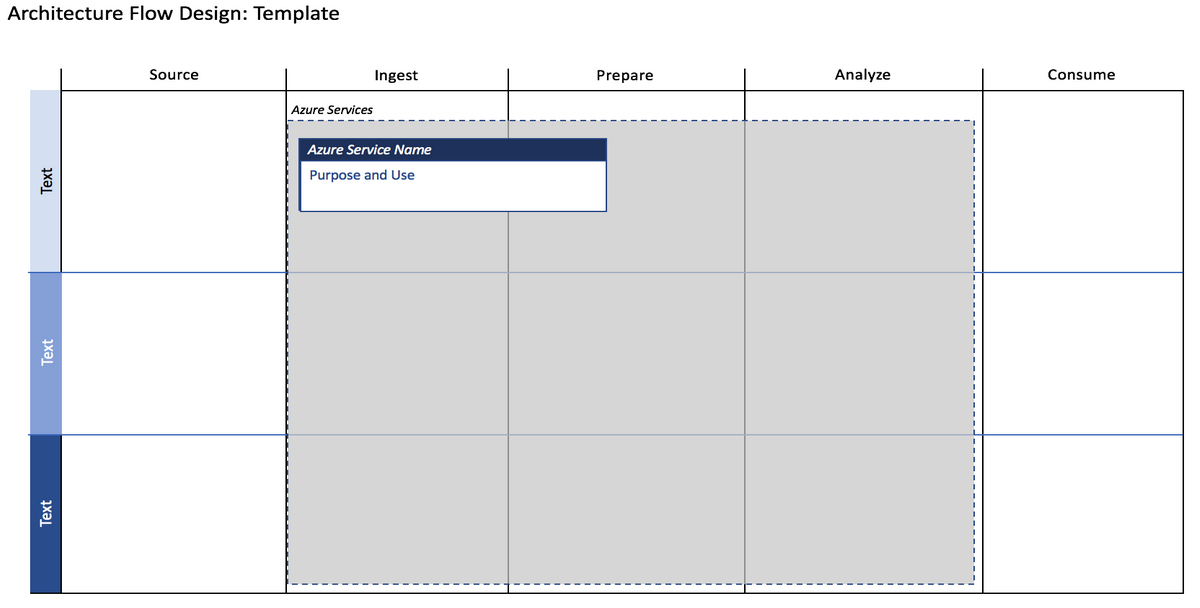 Architecture Flow Design: Template
Source
Ingest
Prepare
Analyze
Consume
Azure Services
Azure Service Name
Purpose and Use
Text
Text
Text